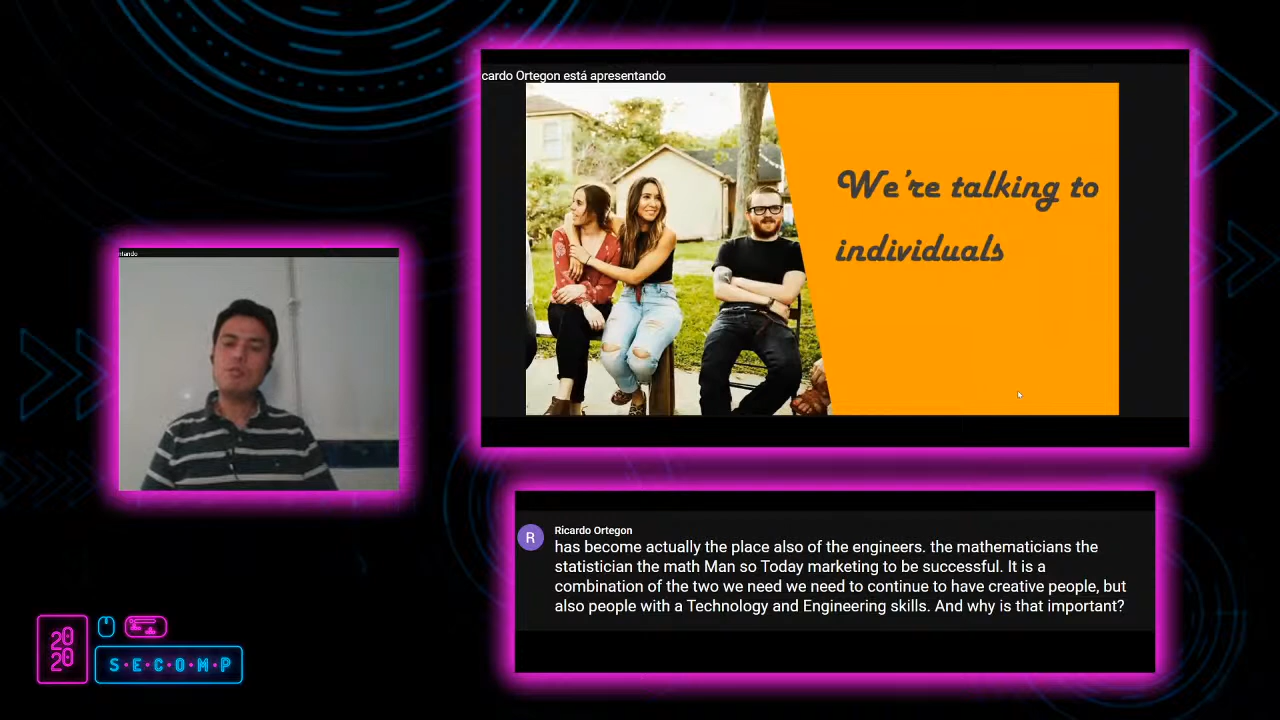 cardo Ortegon está apresentando
We're talking to
individuals
ntando
R
Ricardo Ortegon
has become actually the place also of the engineers. the mathematicians the
statistician the math Man so Today marketing to be successful. It is a
combination of the two we need we need to continue to have creative people, but
also people with a Technology and Engineering skills. And why is that important?
20
20
S·E·C·O·M·P